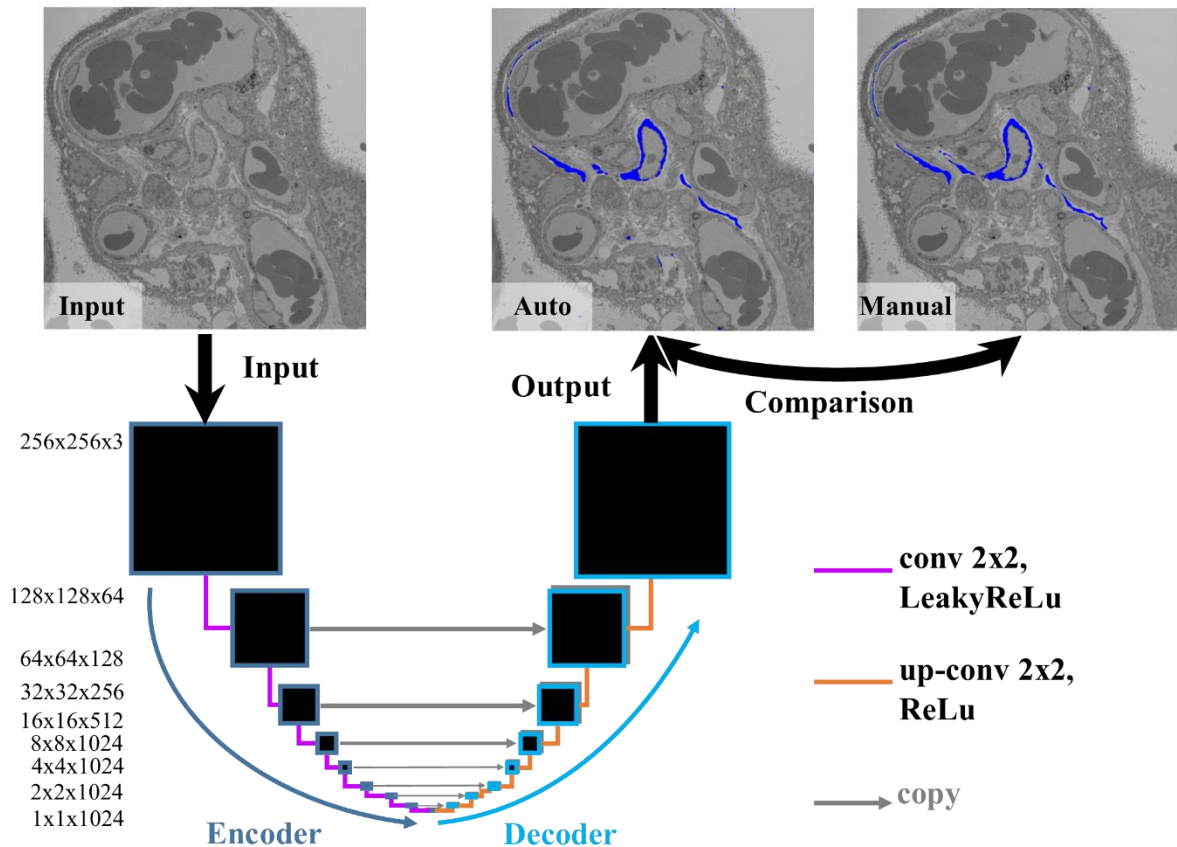 Input
Auto
Manual
Input
Output
Comparison
256x256x3
128x128x64
64x64x128
32x32x256
16x16x512
8x8x1024
4x4x1024
2x2x1024
1x1x1024
conv 2x2,
LeakyReLu
up-conv 2x2,
ReLu
copy
Encoder
Decoder